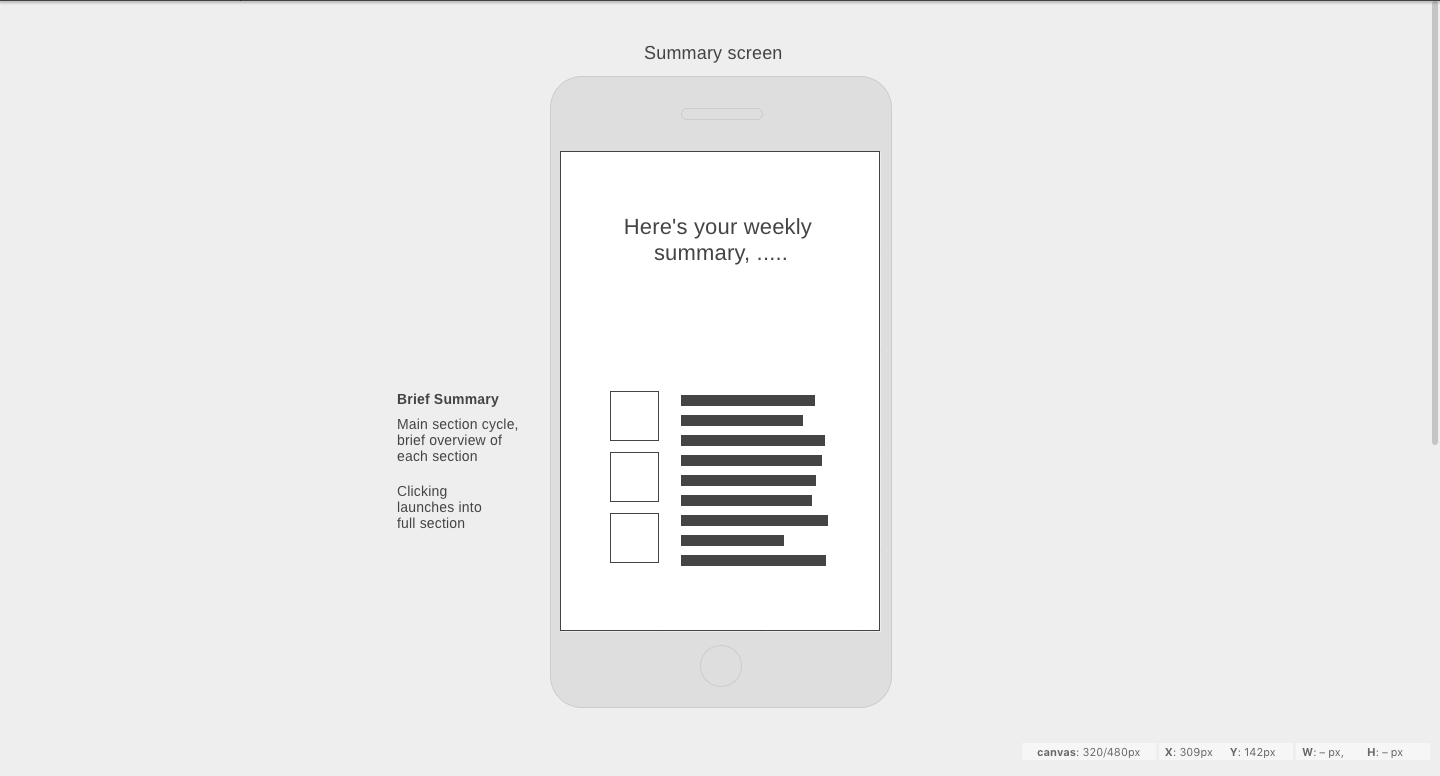 Summary screen
Here's your weekly
summary, .....
Brief Summary
Main section cycle,
brief overview of
each section
Clicking
launches into
full section
canvas: 320/480px X: 309px Y: 142px W: – px, H: – px